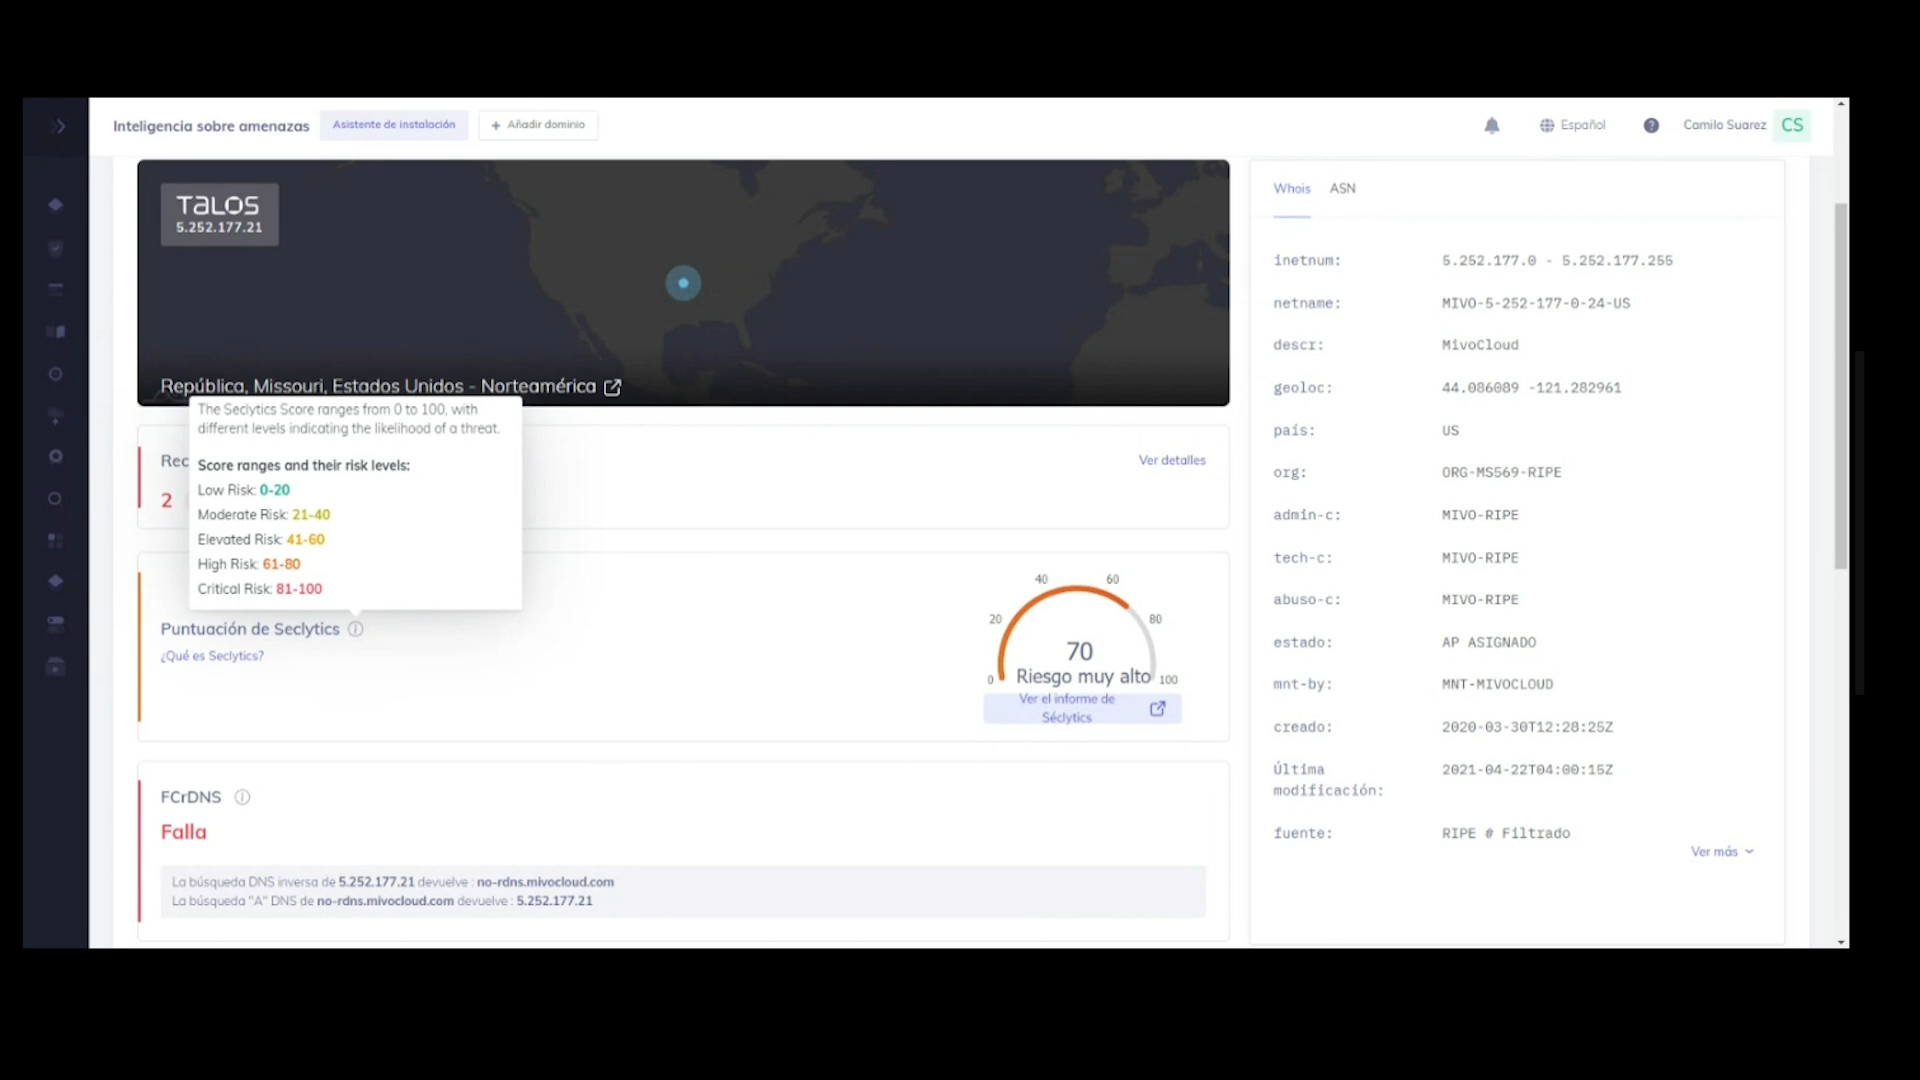 Inteligencia sobre amenazas
Asistente de instalación
+ Añadir dominio
Español
?
Camilo Suarez
CS
TALOS
5.252.177.21
República, Missouri, Estados Unidos - Norteamérica
The Seclytics Score ranges from 0 to 100, with
different levels indicating the likelihood of a threat.
Score ranges and their risk levels:
Low Risk: 0-20
Moderate Risk: 21-40
Elevated Risk: 41-60
High Risk: 61-80
Critical Risk: 81-100
Rec
Ver detalles
2
Puntuación de Seclytics
¿Qué es Seclytics?
0
20
40
60
80
100
70
Riesgo muy alto
Ver el informe de
Séclytics
FCrDNS
Falla
La búsqueda DNS inversa de 5.252.177.21 devuelve : no-rdns.mivocloud.com
La búsqueda "A" DNS de no-rdns.mivocloud.com devuelve : 5.252.177.21
Whois ASN
inetnum: 5.252.177.0 - 5.252.177.255
netname: MIVO-5-252-177-0-24-US
descr: MivoCloud
geoloc: 44.086089 -121.282961
país: US
org: ORG-MS569-RIPE
admin-c: MIVO-RIPE
tech-c: MIVO-RIPE
abuso-c: MIVO-RIPE
estado: AP ASIGNADO
mnt-by: MNT-MIVOCLOUD
creado: 2020-03-30T12:28:25Z
Última 2021-04-22T04:00:15Z
modificación:
fuente: RIPE # Filtrado
Ver más